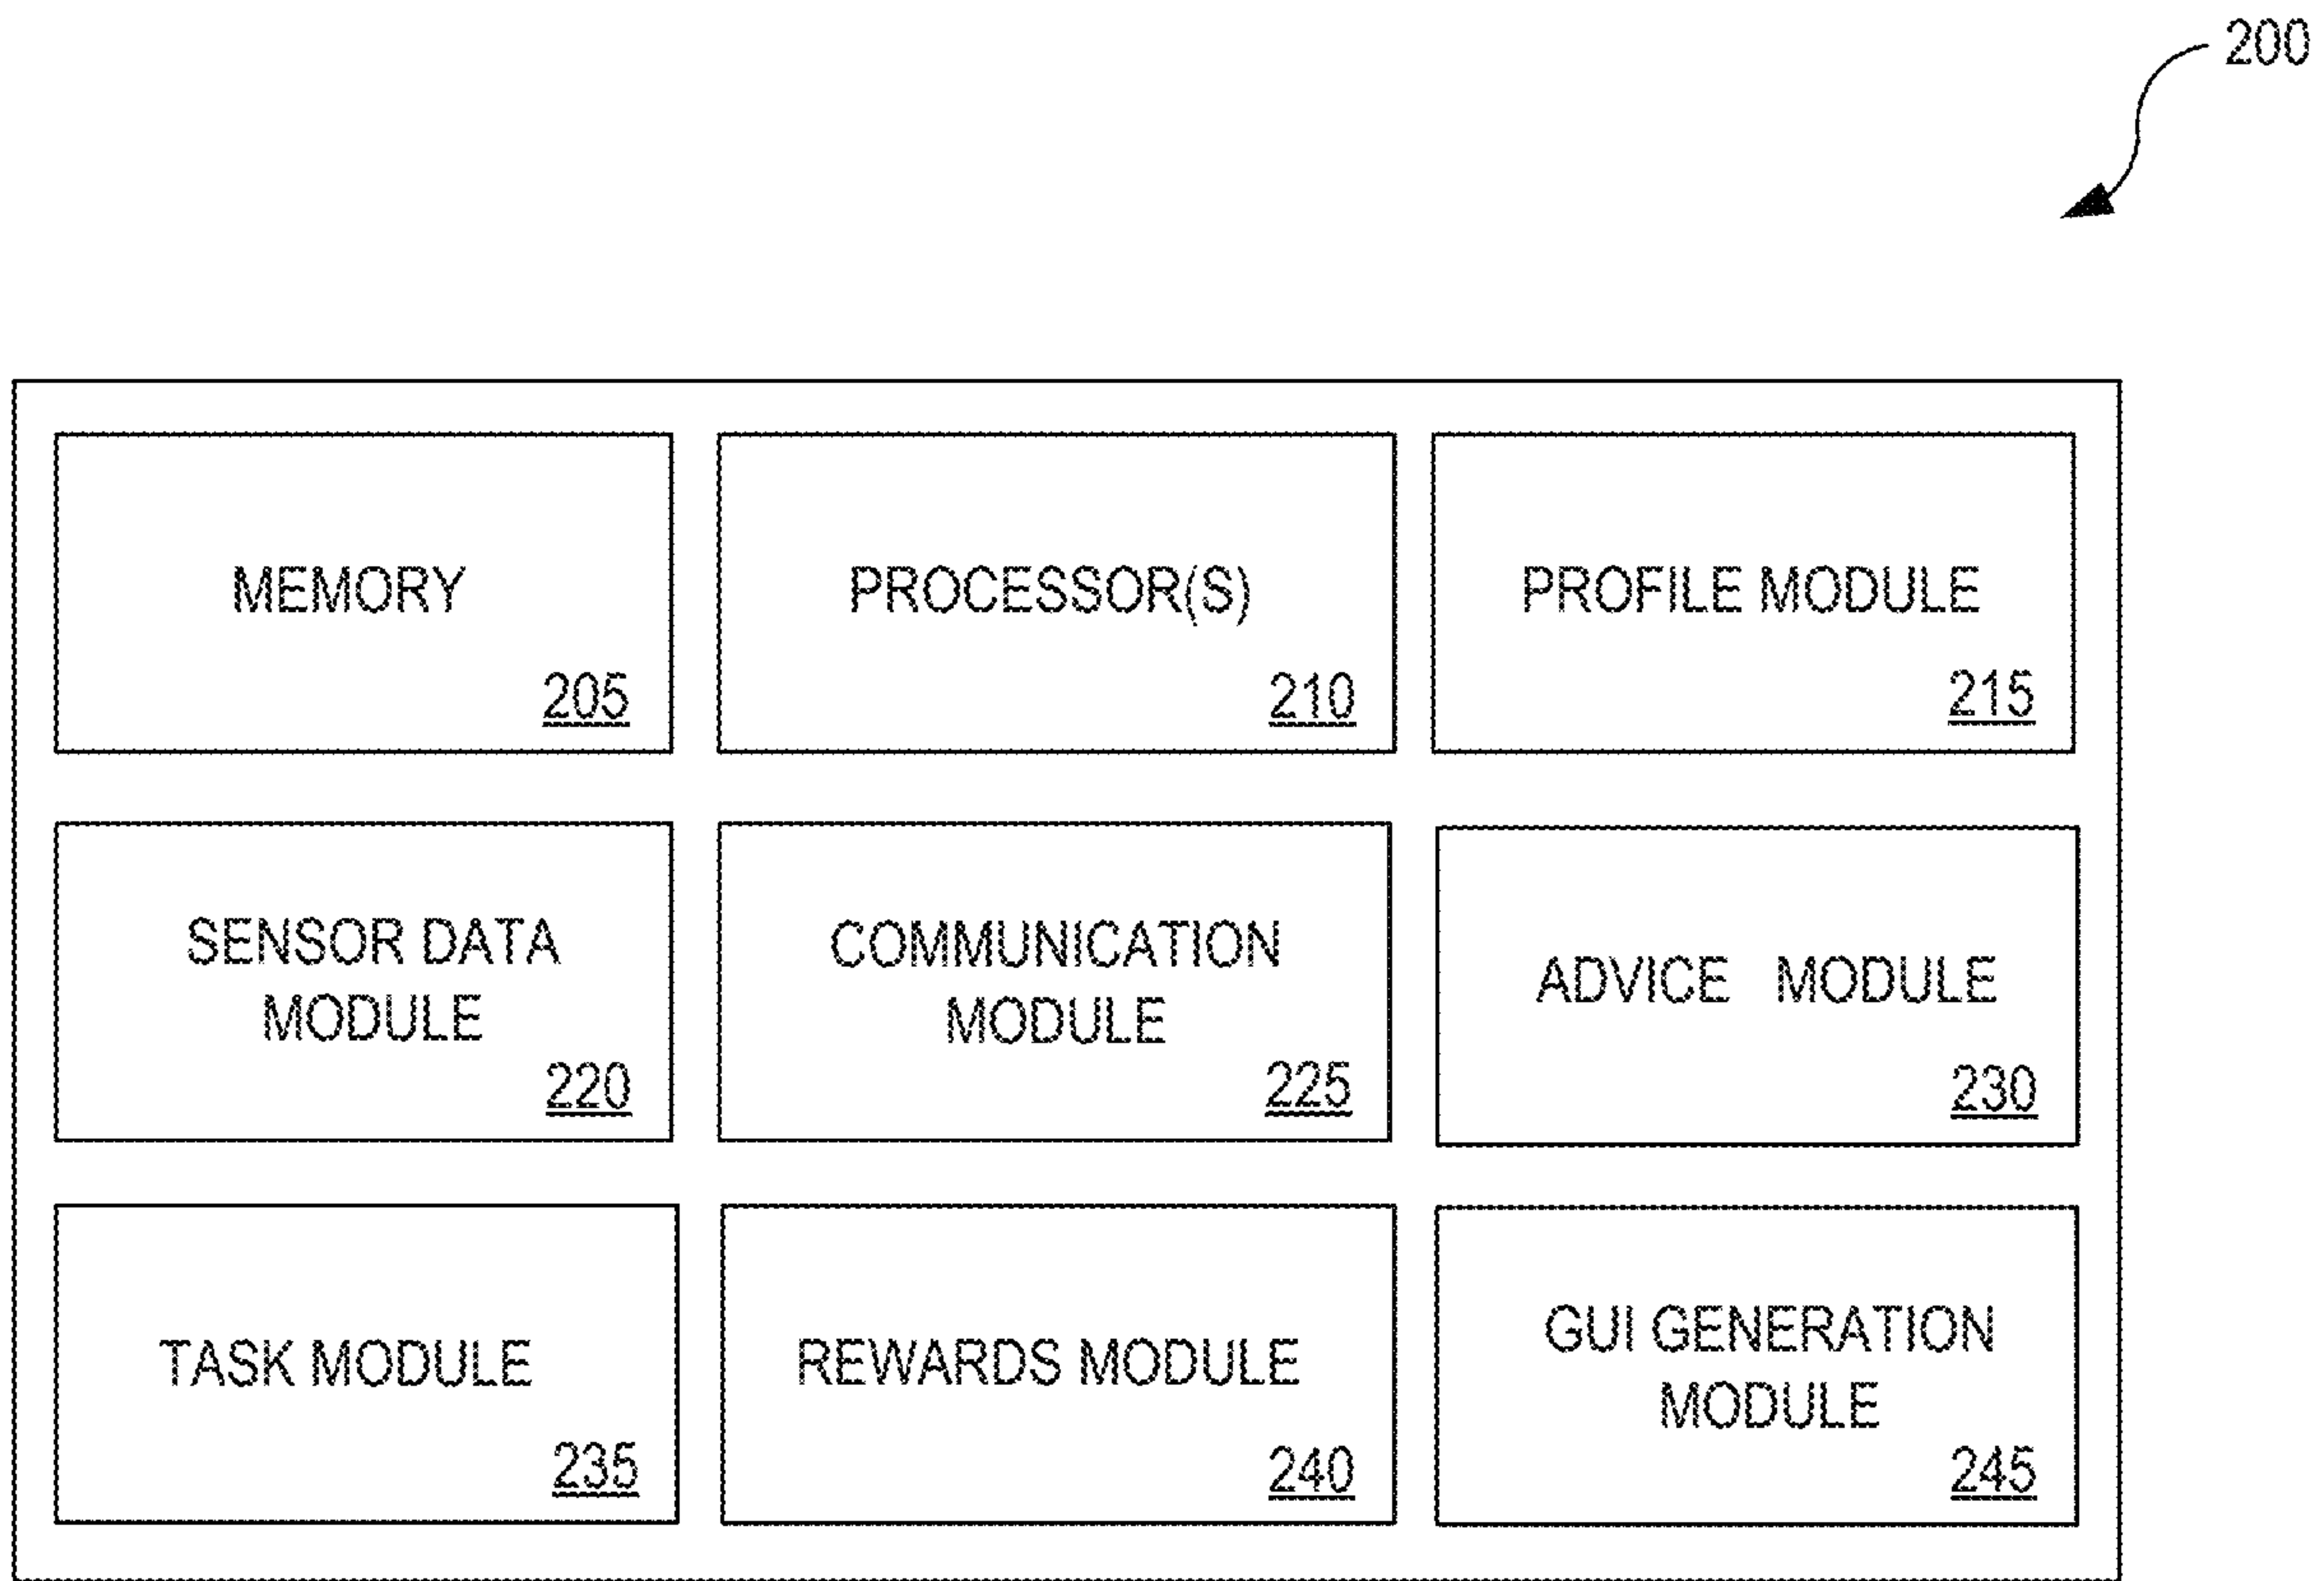 200
MEMORY
205
PROCESSOR(S)
210
PROFILE MODULE
215
SENSOR DATA
MODULE
220
COMMUNICATION
MODULE
225
ADVICE MODULE
230
TASK MODULE
235
REWARDS MODULE
240
GUI GENERATION
MODULE
245